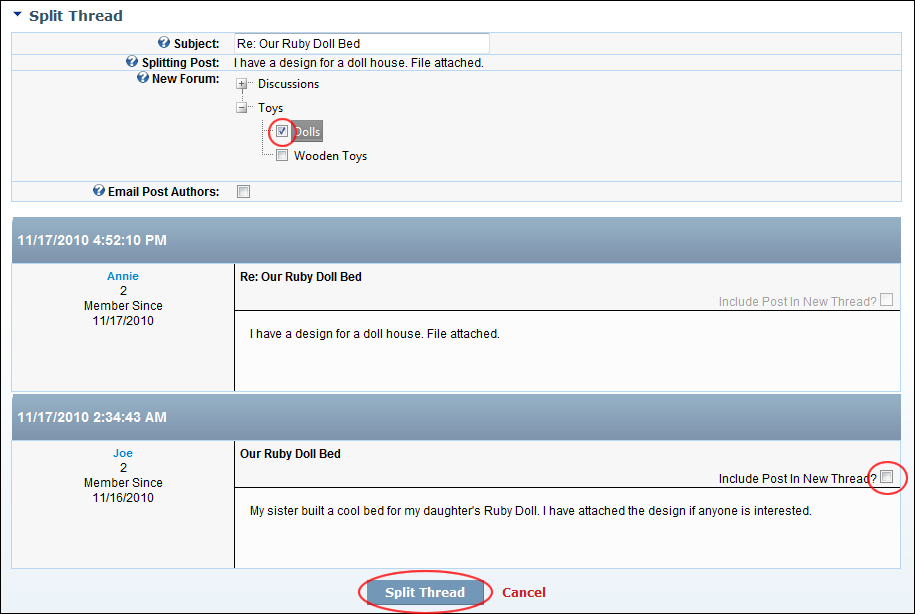 Split Thread
Subject: Re: Our Ruby Doll Bed
Splitting Post: I have a design for a doll house. File attached.
New Forum: Discussions
Toys
Dolls
Wooden Toys
Email Post Authors:
11/17/2010 4:52:10 PM
Annie
2
Member Since
11/17/2010
Re: Our Ruby Doll Bed
Include Post In New Thread?
I have a design for a doll house. File attached.
11/17/2010 2:34:43 AM
Joe
2
Member Since
11/16/2010
Our Ruby Doll Bed
Include Post In New Thread?
My sister built a cool bed for my daughter's Ruby Doll. I have attached the design if anyone is interested.
Split Thread Cancel